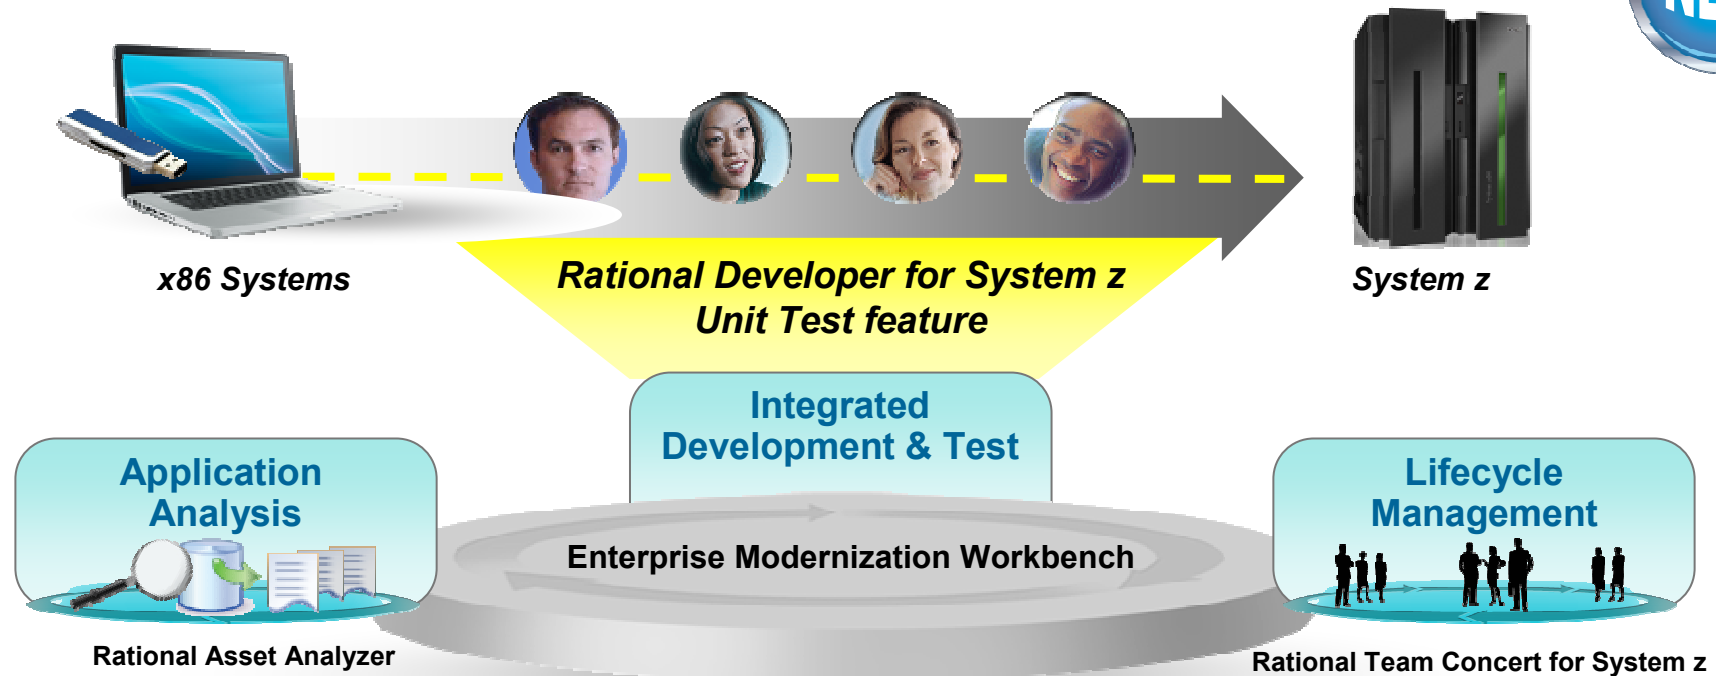 x86 Systems
Rational Developer for System z
Unit Test feature
System z
Integrated
Development & Test
Application
Analysis
Lifecycle
Management
Enterprise Modernization Workbench
Rational Asset Analyzer
Rational Team Concert for System z